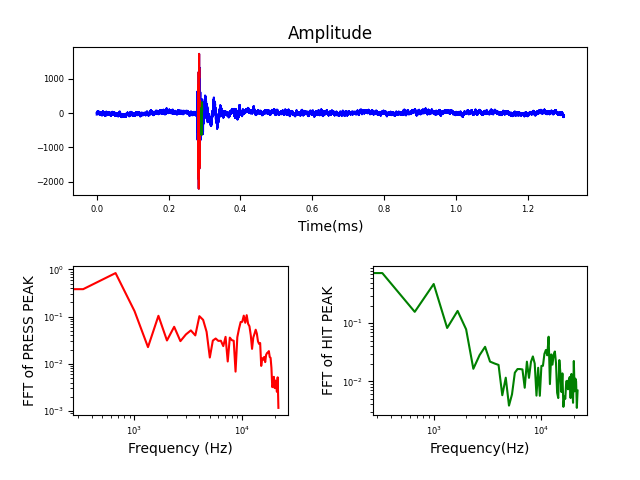 Amplitude
1000
0
−1000
−2000
0.0 0.2 0.4 0.6 0.8 1.0 1.2
Time(ms)
FFT of PRESS PEAK
10⁰
10⁻¹
10⁻²
10⁻³
10³ 10⁴
Frequency (Hz)
FFT of HIT PEAK
10⁻¹
10⁻²
10³ 10⁴
Frequency(Hz)